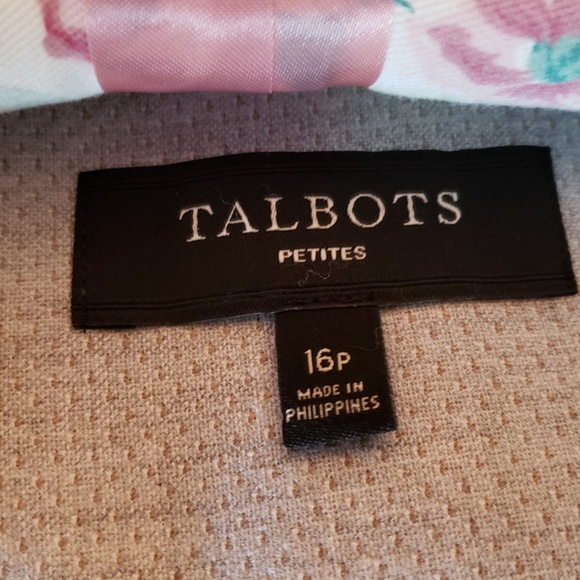 TALBOTS
PETITES
16P
MADE IN
PHILIPPINES